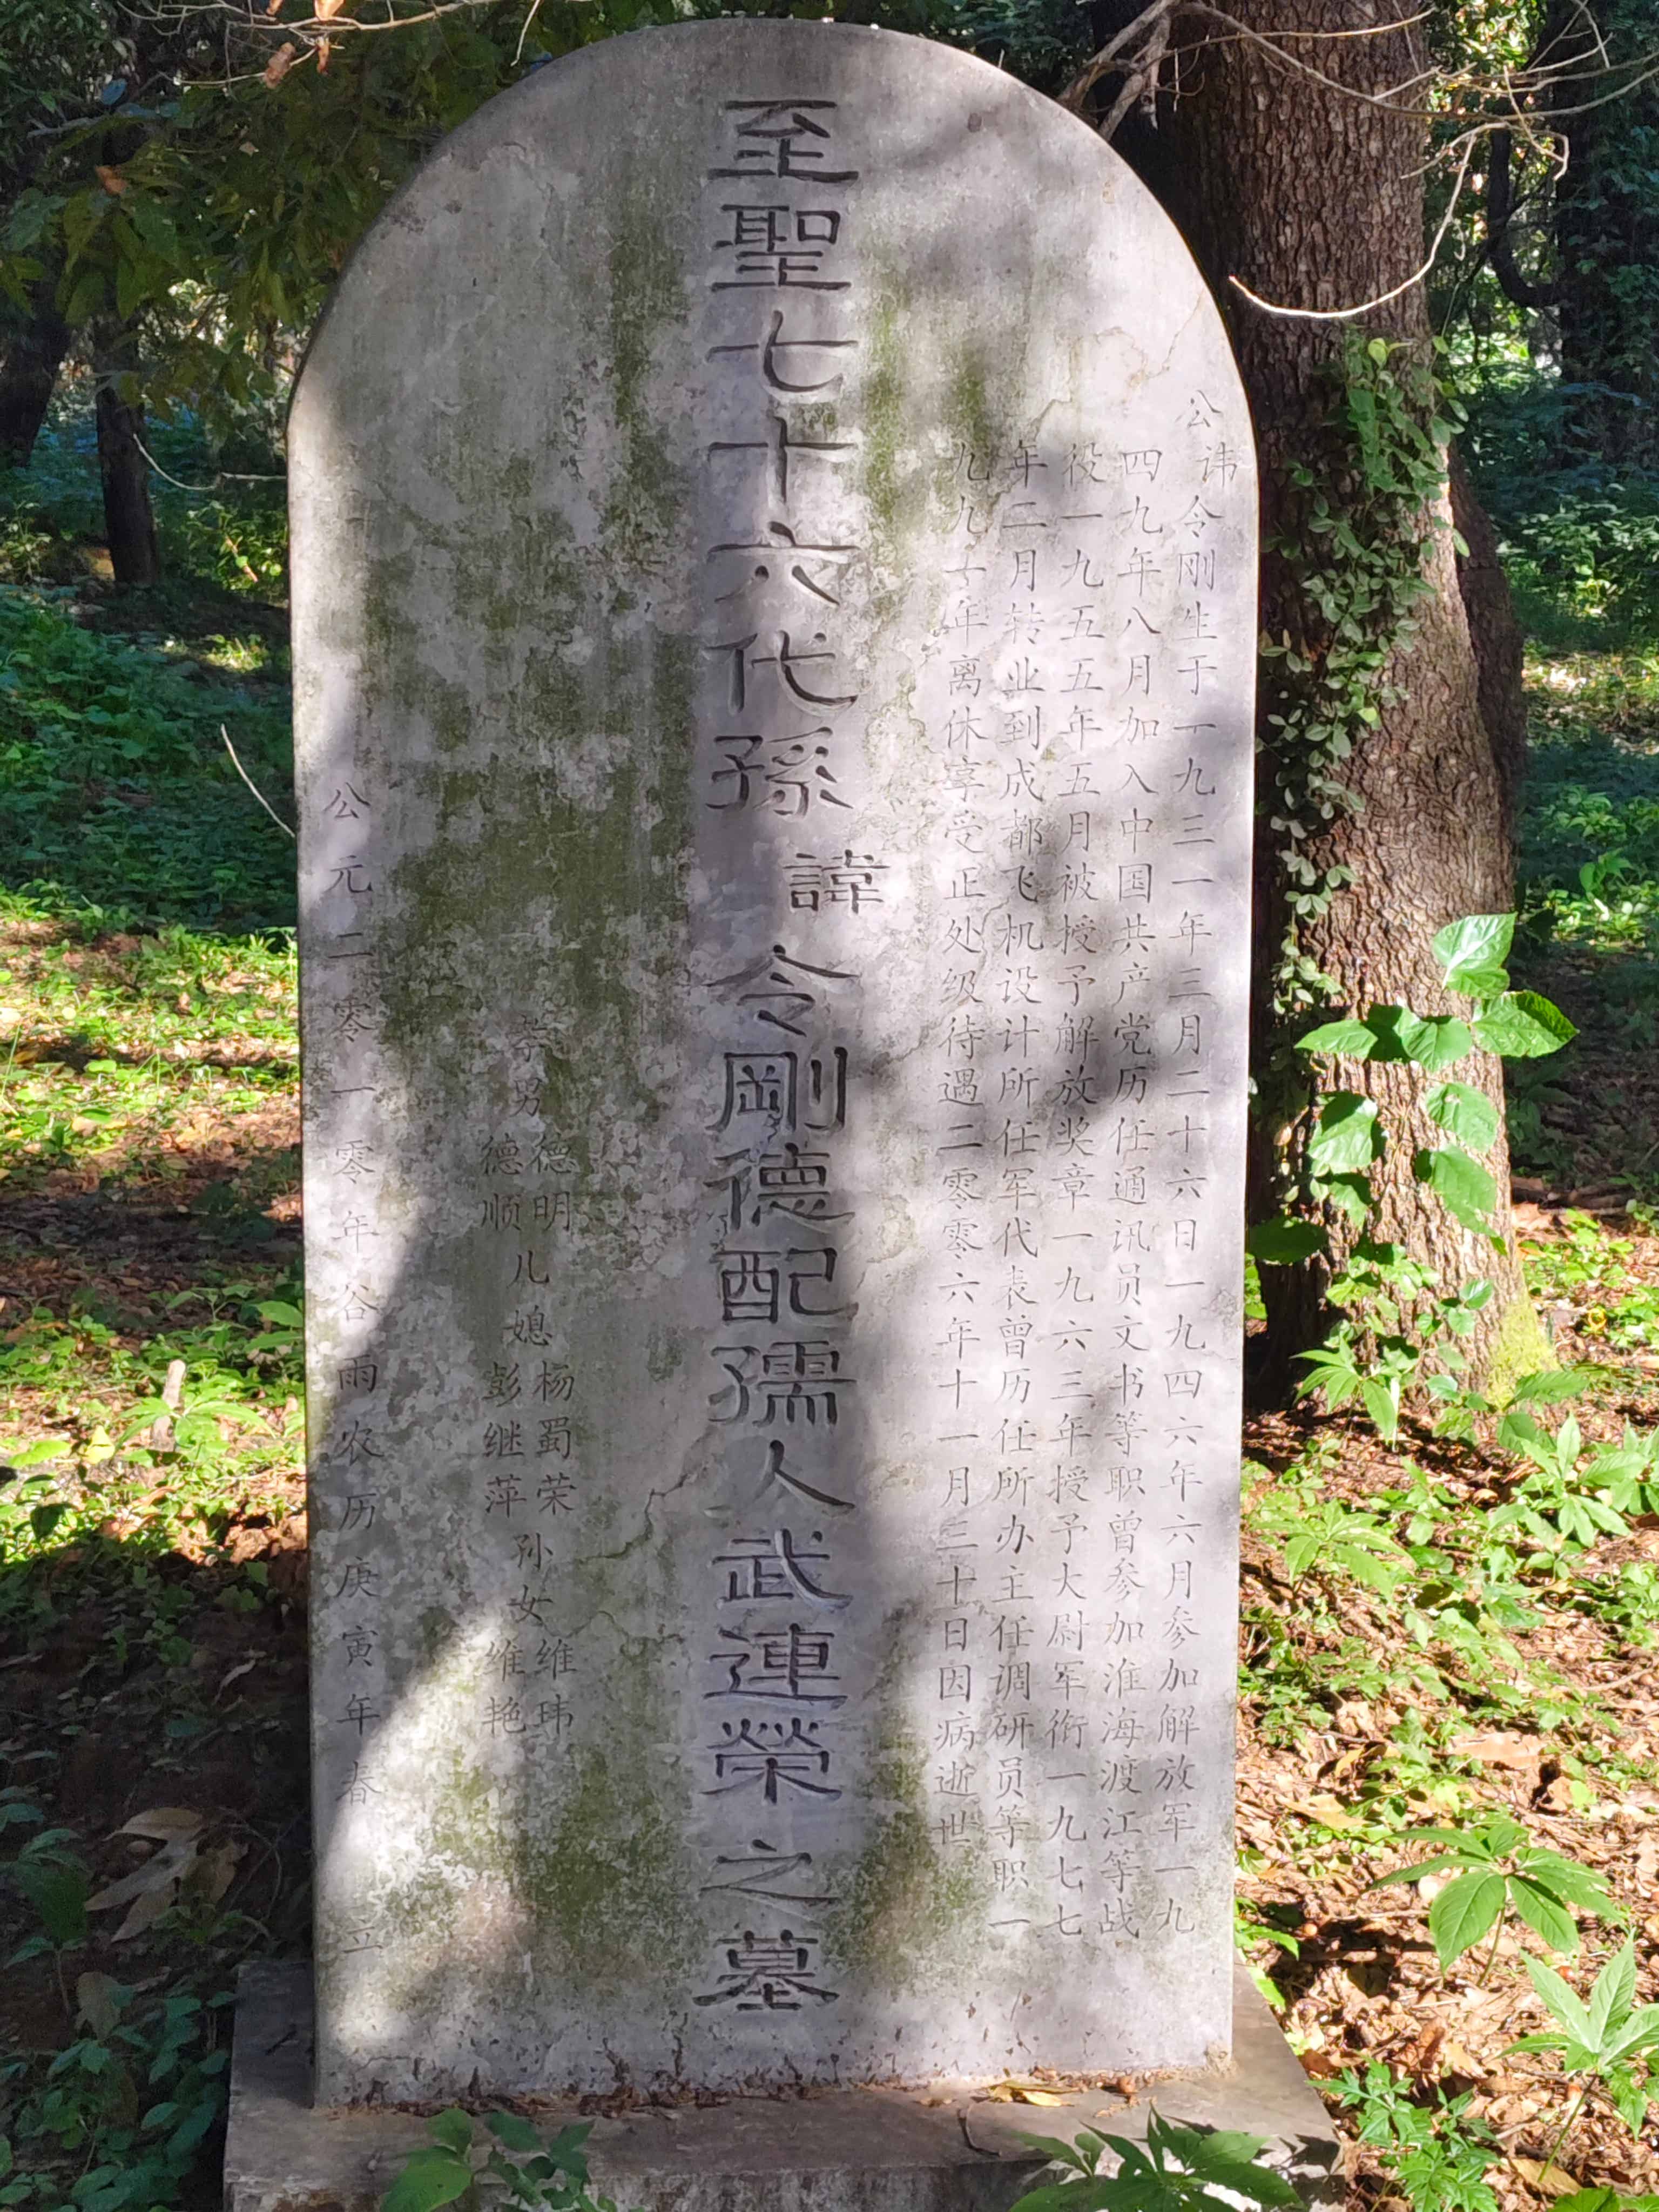 公讳令刚生于一九三一年三月二十六日一九四六年六月参加解放军一九
四九年八月加入中国共产党历任通讯员文书等职曾参加淮海渡江等战
役一九五五年五月被授予解放奖章一九六三年授予大尉军衔一九七七
年二月转业到成都飞机设计所任军代表曾历任所办主任调研员等职一
九九一年离休享受正处级待遇二零零六年十一月三十日因病逝世
至聖七十六代孫諱令剛德配孺人武連榮之墓
孝男德明
德顺
儿媳杨蜀荣
彭继萍
孙女维玮
维艳
公元二零一零年谷雨农历庚寅年春立